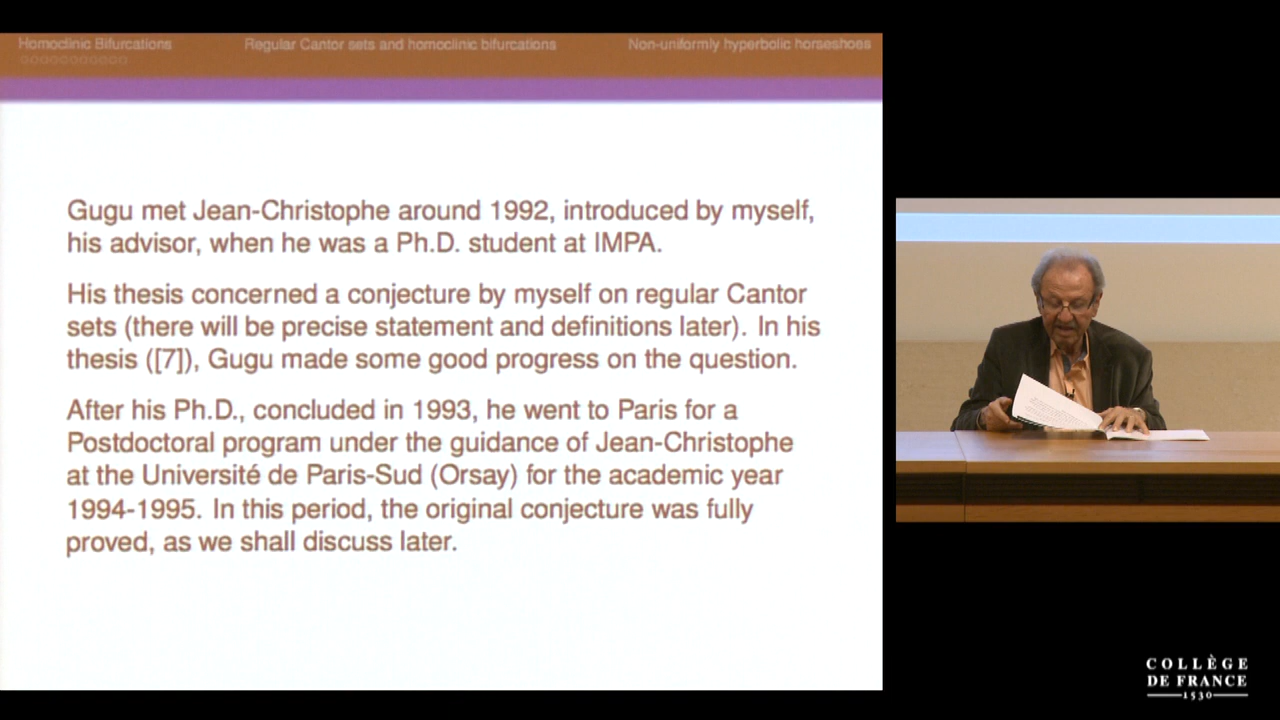 Homoclinic Bifurcations Regular Cantor sets and homoclinic bifurcations Non-uniformly hyperbolic horseshoes
Gugu met Jean-Christophe around 1992, introduced by myself,
his advisor, when he was a Ph.D. student at IMPA.
His thesis concerned a conjecture by myself on regular Cantor
sets (there will be precise statement and definitions later). In his
thesis ([7]), Gugu made some good progress on the question.
After his Ph.D., concluded in 1993, he went to Paris for a
Postdoctoral program under the guidance of Jean-Christophe
at the Université de Paris-Sud (Orsay) for the academic year
1994-1995. In this period, the original conjecture was fully
proved, as we shall discuss later.
COLLÈGE
DE FRANCE
1530